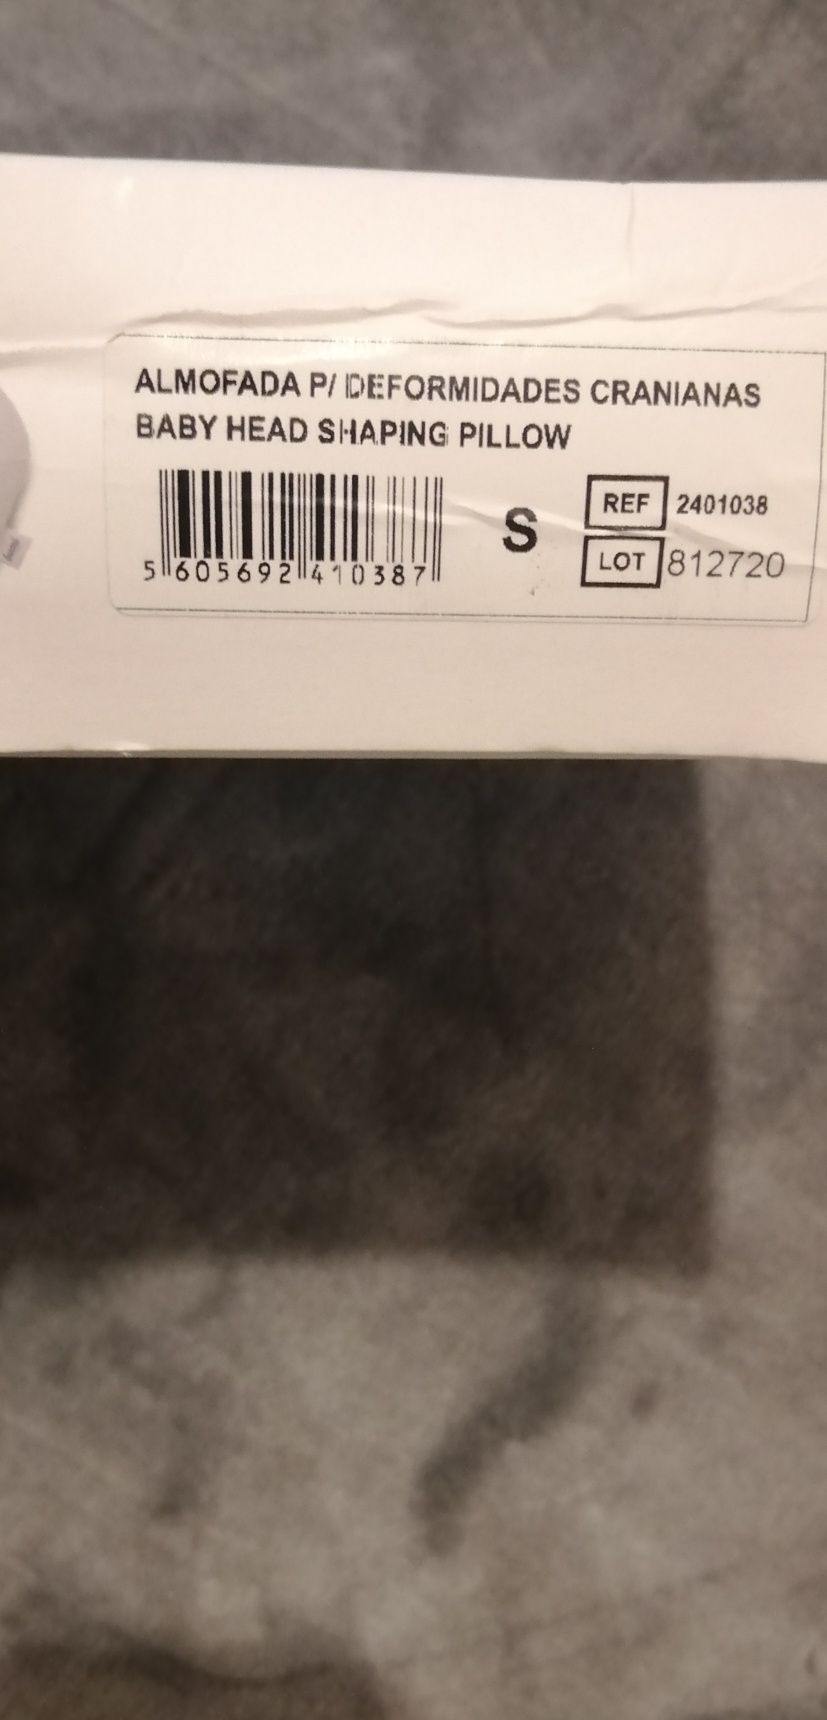 ALMOFADA P/ DEFORMIDADES CRANIANAS
BABY HEAD SHAPING PILLOW
5 605692 410387
S
REF 2401038
LOT 812720